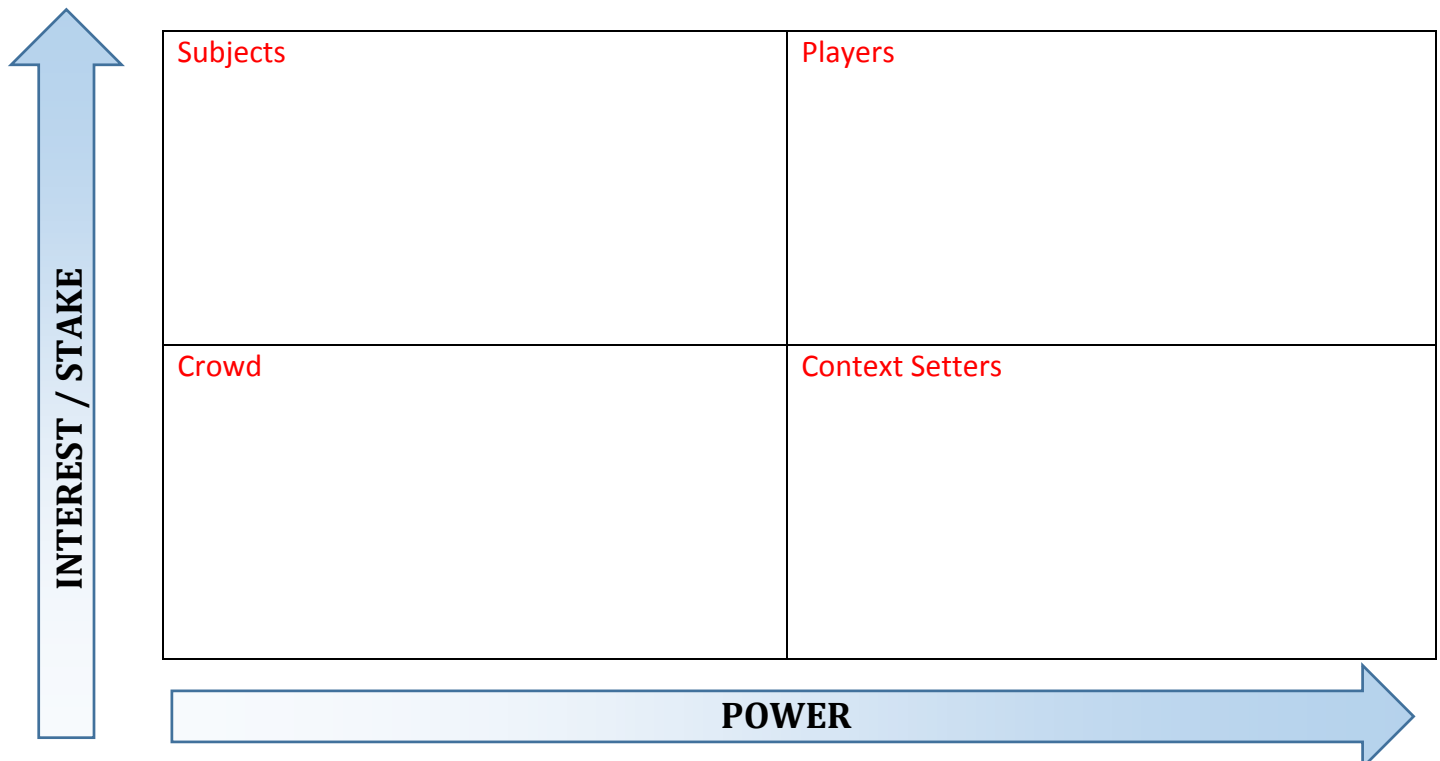 Subjects
Players
INTEREST / STAKE
Crowd
Context Setters
POWER